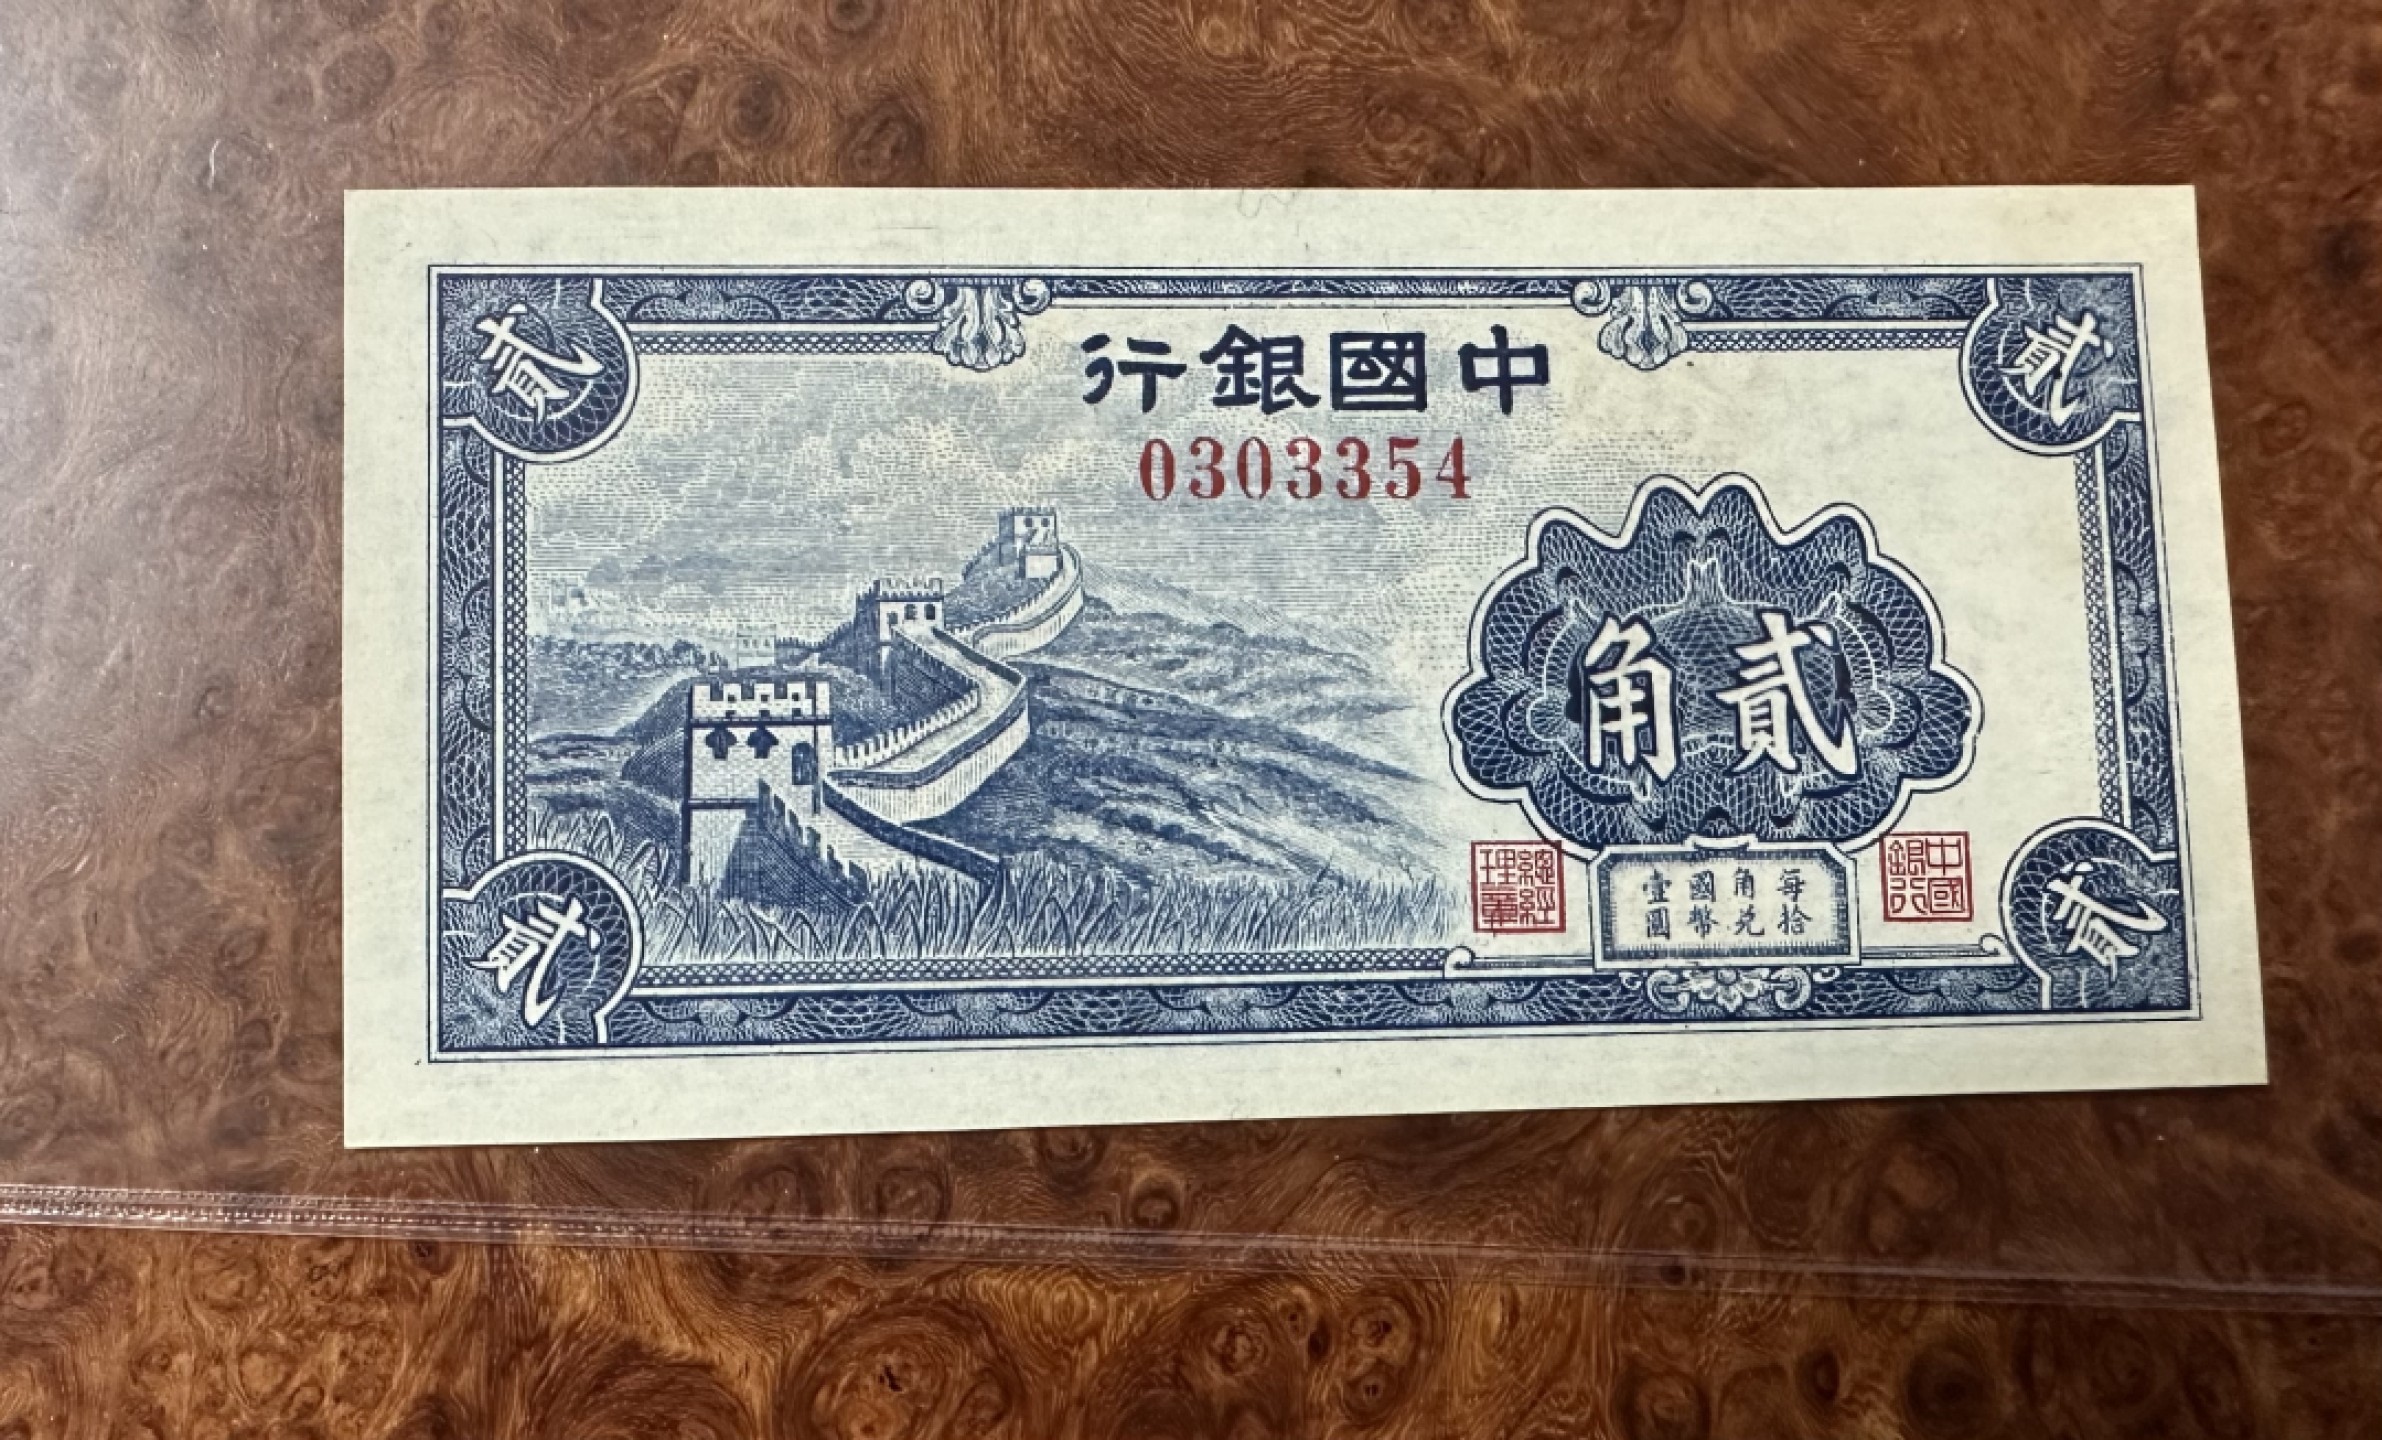 貳
貳
中國銀行
0303354
貳角
總經理章
每拾角兌國幣壹圓
中國銀行
貳
貳